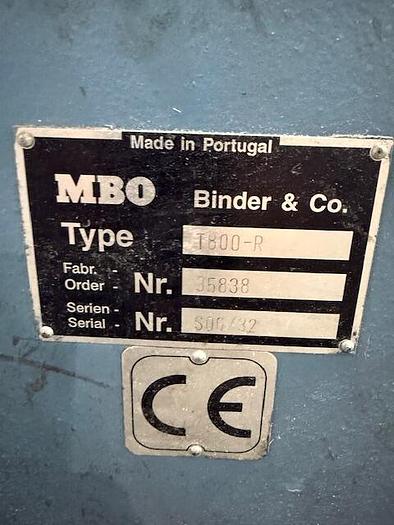 Made in Portugal
MBO Binder & Co.
Type T800-R
Fabr. -
Order - Nr. 35838
Serien -
Serial - Nr. S06/32
CE